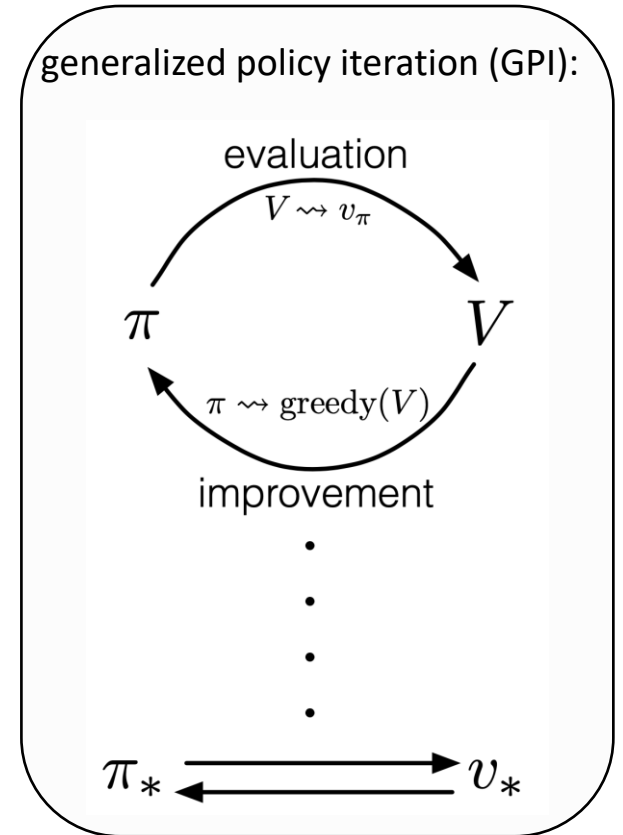 generalized policy iteration (GPI):
evaluation
V ⇝ v_π
π V
π ⇝ greedy(V)
improvement
π_* v_*